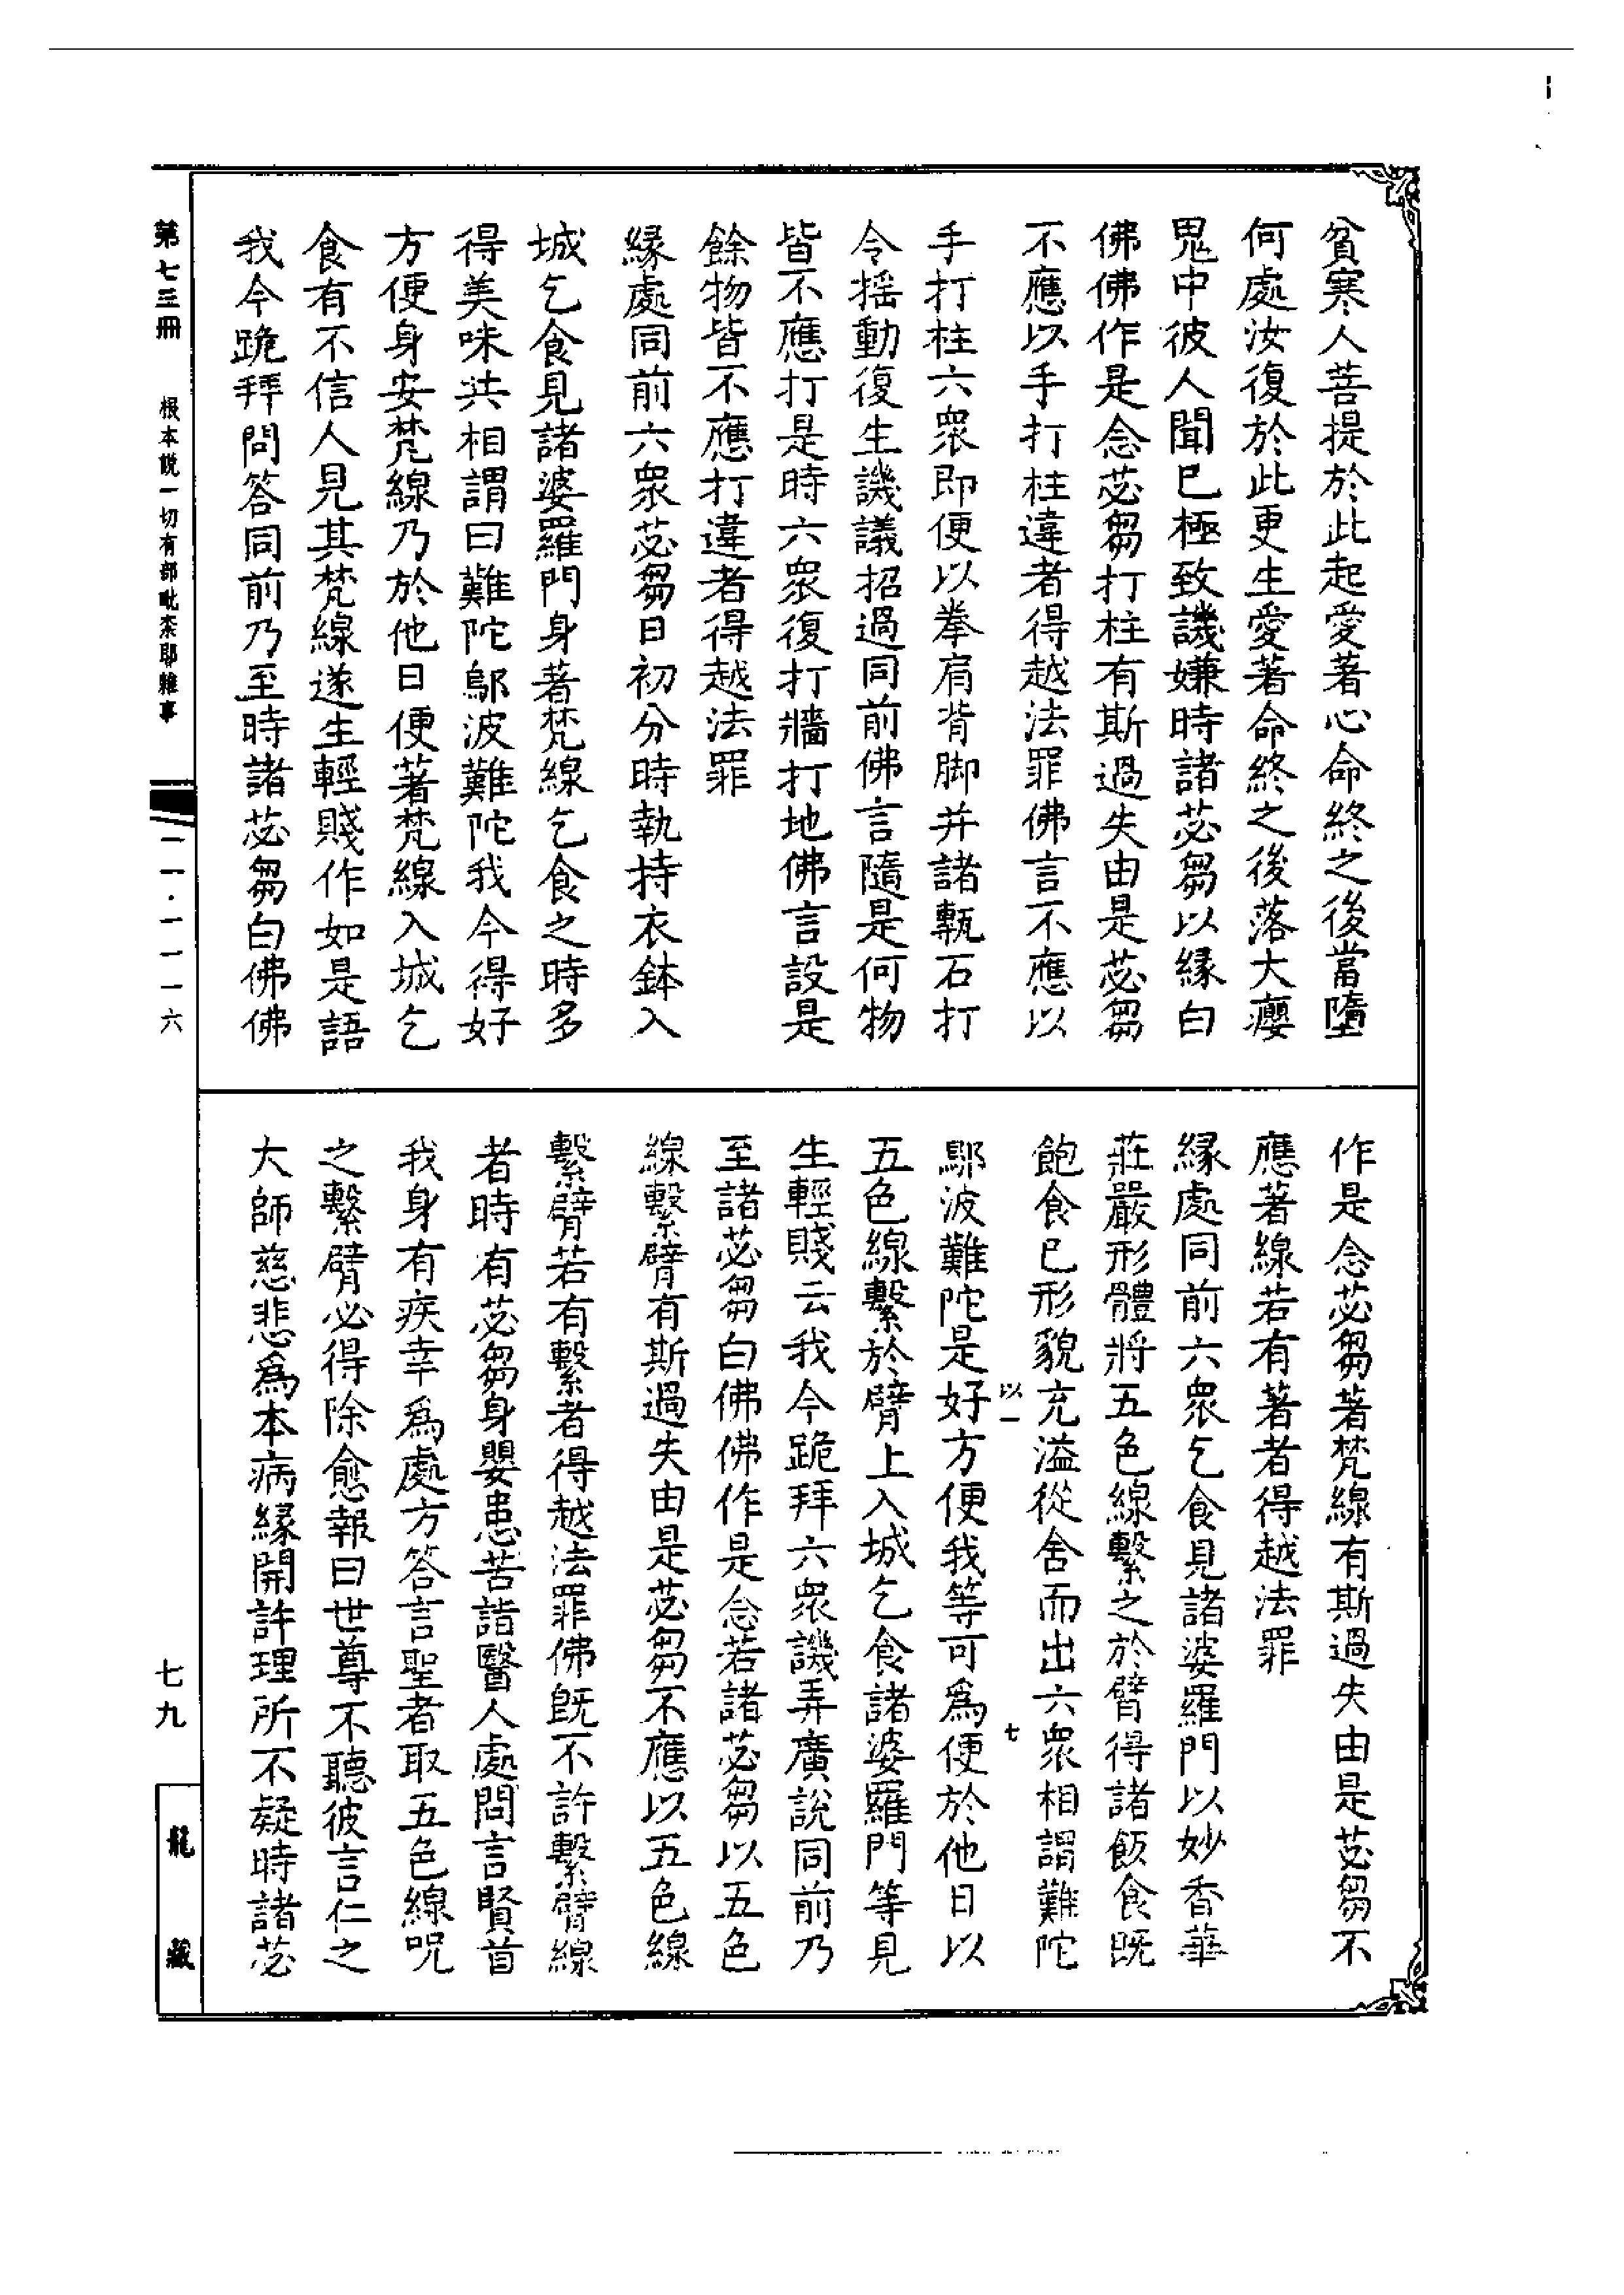 貧寒人菩提於此起愛著心命終之後當墮
何處汝復於此更生愛著命終之後落大癭
鬼中彼人聞已極致譏嫌時諸苾芻以緣白
佛佛作是念苾芻打柱有斯過失由是苾芻
不應以手打柱違者得越法罪佛言不應以
手打柱六眾即便以拳肩背脚并諸甎石打
令搖動復生譏議招過同前佛言隨是何物
皆不應打是時六眾復打牆打地佛言設是
餘物皆不應打違者得越法罪
緣處同前六眾苾芻日初分時執持衣鉢入
城乞食見諸婆羅門身著梵線乞食之時多
得美味共相謂曰難陀鄔波難陀我今得好
方便身安梵線乃於他日便著梵線入城乞
食有不信人見其梵線遂生輕賤作如是語
我今跪拜問答同前乃至時諸苾芻白佛佛
作是念苾芻著梵線有斯過失由是苾芻不
應著線若有著者得越法罪
緣處同前六眾乞食見諸婆羅門以妙香華
莊嚴形體將五色線繫之於臂得諸飯食既
飽食已形貌充溢從舍而出六眾相謂難陀
以一 七
鄔波難陀是好方便我等可為便於他日以
五色線繫於臂上入城乞食諸婆羅門等見
生輕賤云我今跪拜六眾譏弄廣說同前乃
至諸苾芻白佛佛作是念若諸苾芻以五色
線繫臂有斯過失由是苾芻不應以五色線
繫臂若有繫者得越法罪佛既不許繫臂線
者時有苾芻身嬰患苦詣醫人處問言賢首
我身有疾幸為處方答言聖者取五色線呪
之繫臂必得除愈報曰世尊不聽彼言仁之
大師慈悲為本病緣開許理所不疑時諸苾
第七三冊 根本說一切有部毗奈耶雜事 一一·一一一六
七九
龍藏